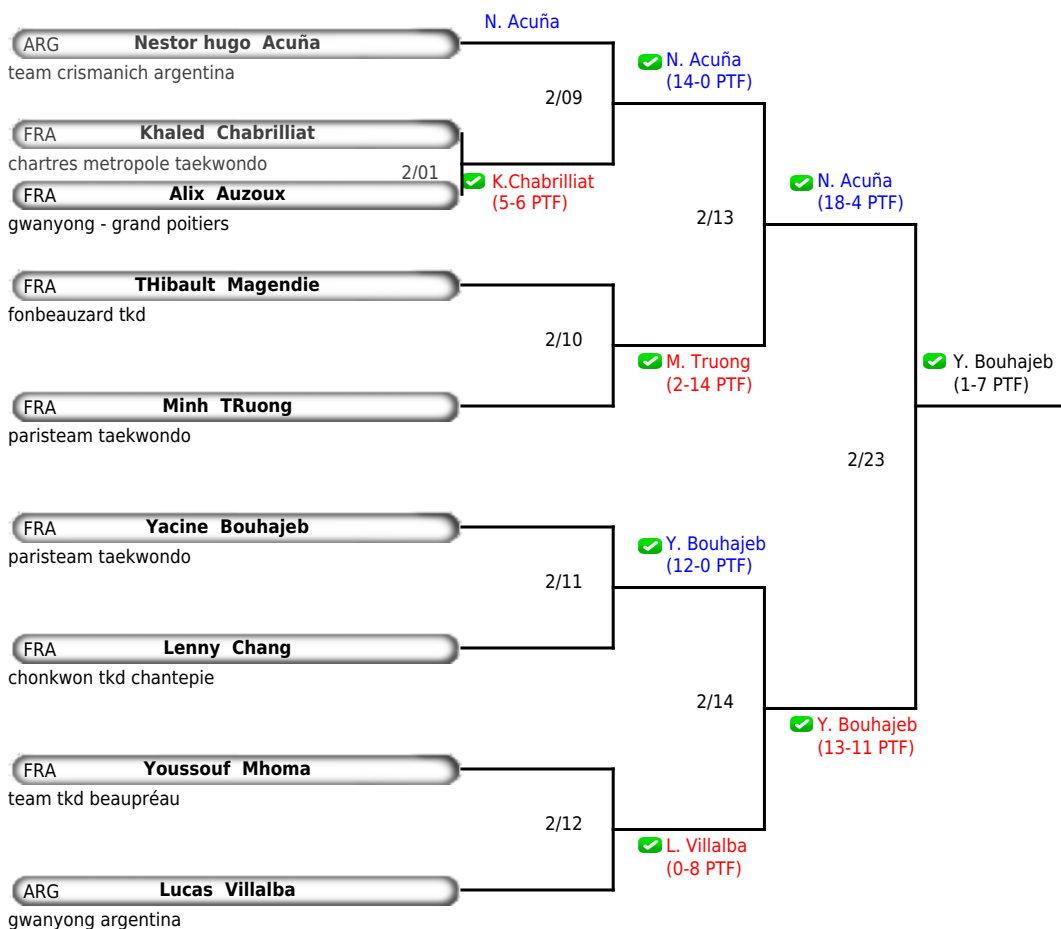 N. Acuña
ARG Nestor hugo Acuña
team crismanich argentina
N. Acuña
(14-0 PTF)
2/09
FRA Khaled Chabrilliat
chartres metropole taekwondo
2/01
K.Chabrilliat
(5-6 PTF)
FRA Alix Auzoux
gwanyong - grand poitiers
N. Acuña
(18-4 PTF)
2/13
FRA THibault Magendie
fonbeauzard tkd
2/10
M. Truong
(2-14 PTF)
Y. Bouhajeb
(1-7 PTF)
FRA Minh TRuong
paristeam taekwondo
2/23
FRA Yacine Bouhajeb
paristeam taekwondo
Y. Bouhajeb
(12-0 PTF)
2/11
FRA Lenny Chang
chonkwon tkd chantepie
2/14
Y. Bouhajeb
(13-11 PTF)
FRA Youssouf Mhoma
team tkd beaupréau
2/12
L. Villalba
(0-8 PTF)
ARG Lucas Villalba
gwanyong argentina